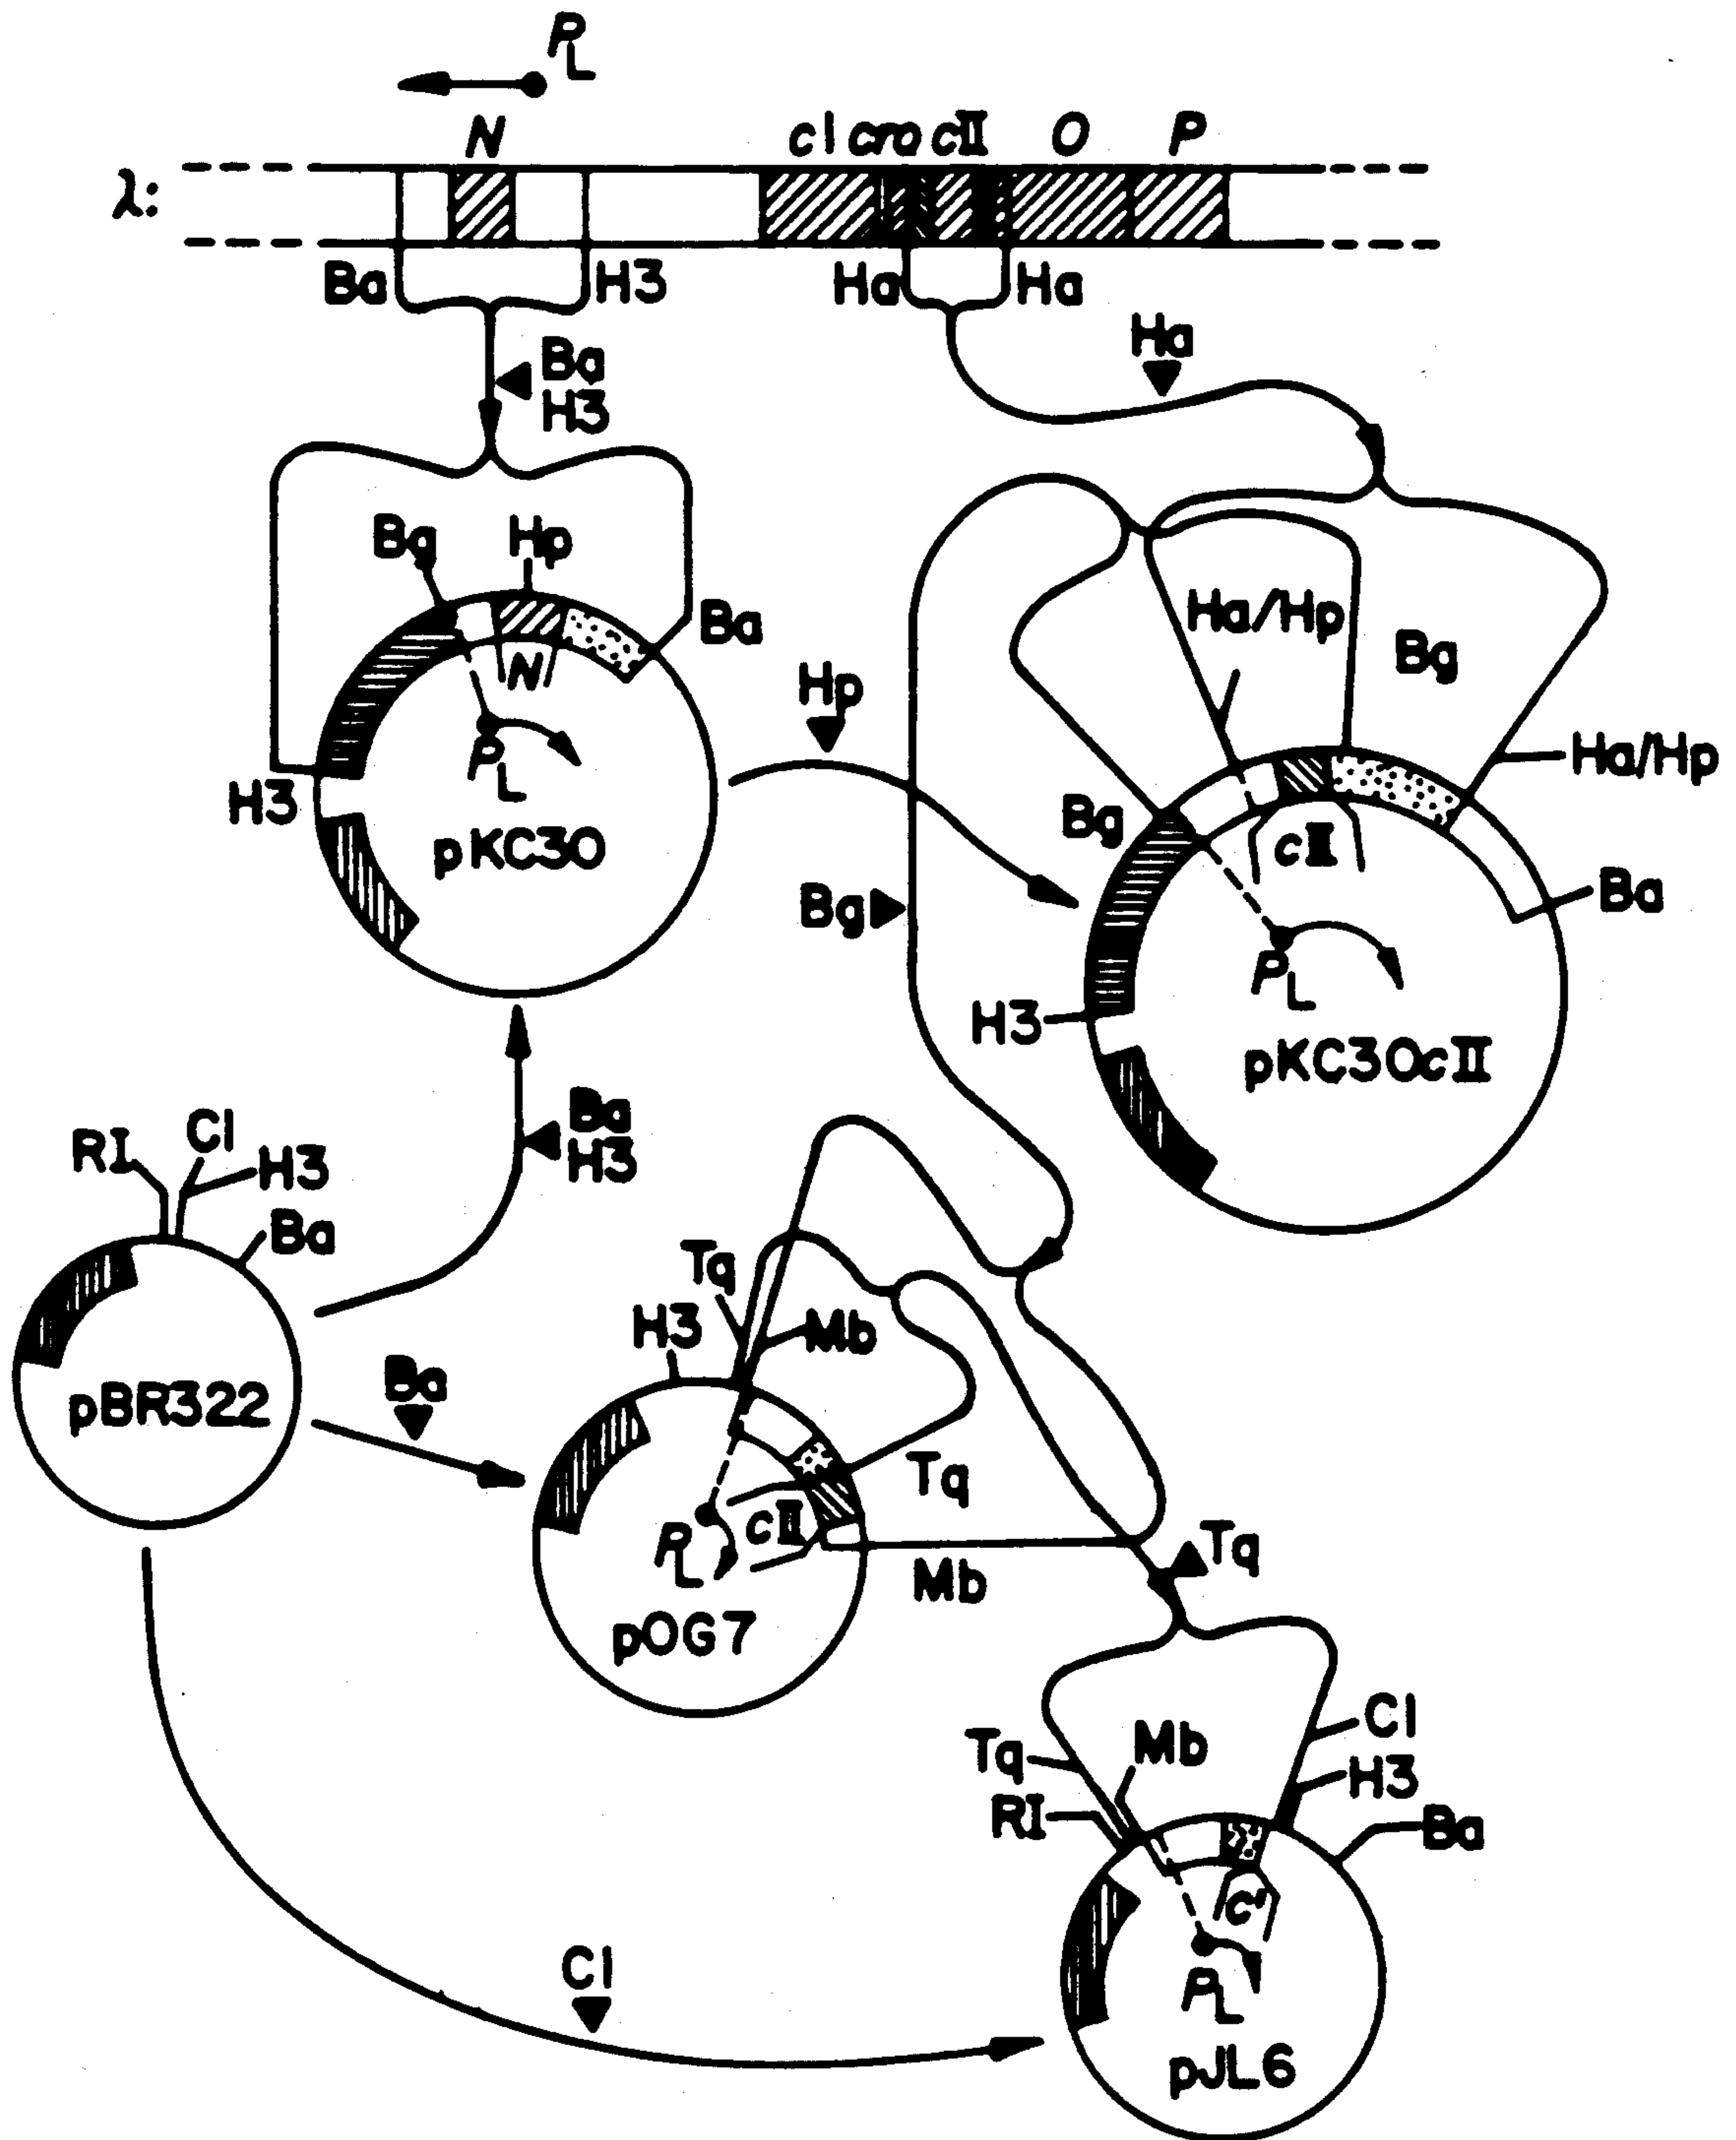 PL
N cI cro cII O P
λ:
Ba H3 Ha Ha
Ba
H3
Ha
Bg Hp
Ba
Ha/Hp
Bg
N
Hp
PL
H3
pKC30
Ha/Hp
Bg
cII
Ba
Bg
PL
H3
pKC30cII
Ba
H3
RI Cl H3
Ba
Tq
H3
Mb
pBR322
Ba
Tq
cII
PL
Mb
Tq
pOG7
Cl
Tq Mb
H3
RI
Ba
c'
PL
Cl
pJL6